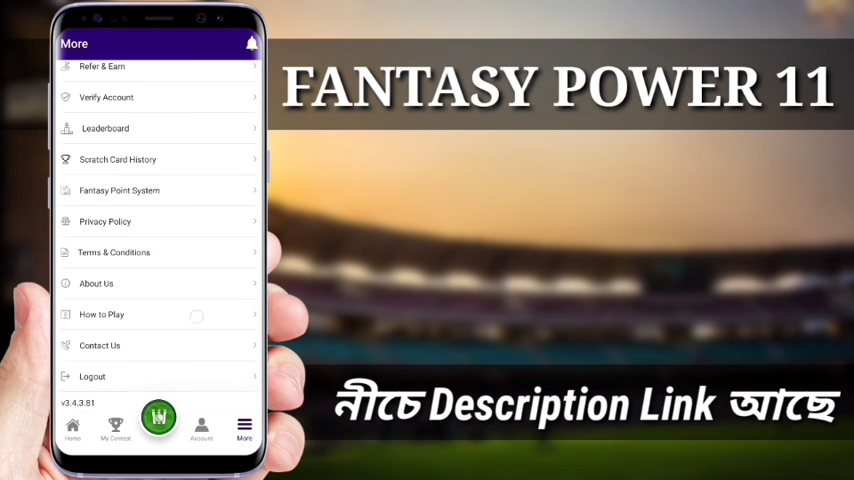 More
Refer & Earn
Verify Account
Leaderboard
Scratch Card History
Fantasy Point System
Privacy Policy
Terms & Conditions
About Us
How to Play
Contact Us
Logout
v3.4.3.81
Home
My Contest
Account
More
FANTASY POWER 11
নীচে Description Link আছে